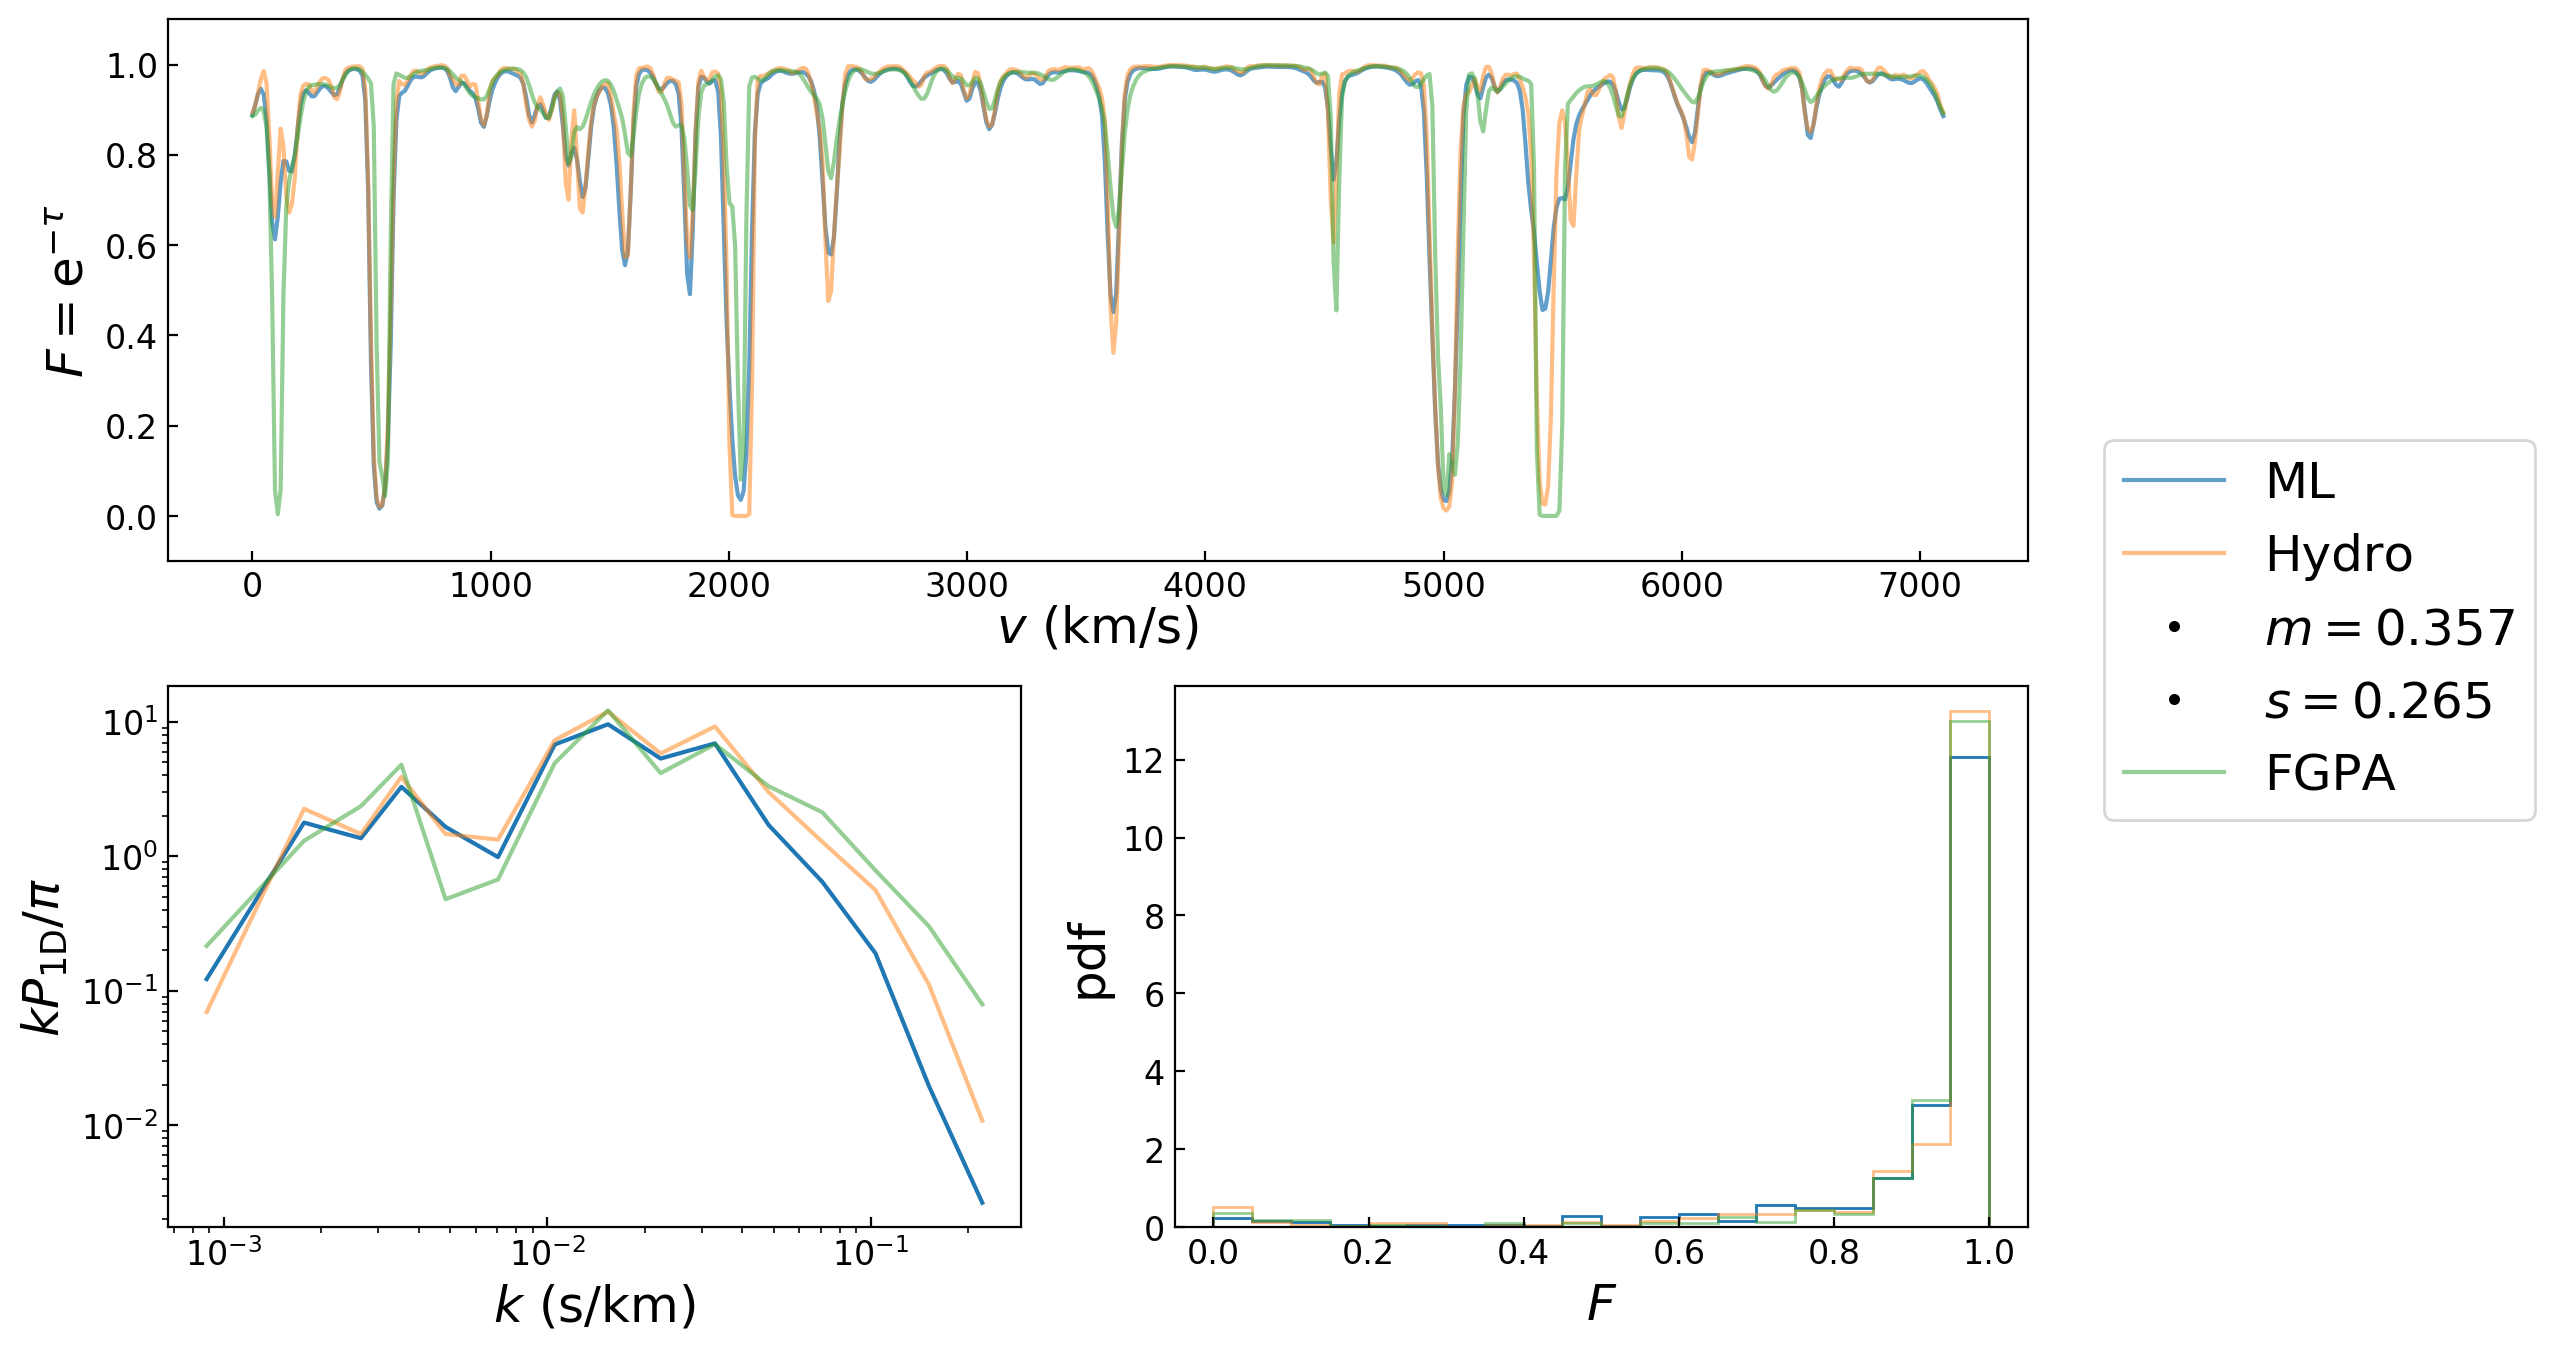 1.0
0.8
0.6
0.4
0.2
0.0
F = e^{−τ}
0 1000 2000 3000 4000 5000 6000 7000
v (km/s)
ML
Hydro
m = 0.357
s = 0.265
FGPA
10^1
10^0
10^{−1}
10^{−2}
kP_{1D}/π
10^{−3} 10^{−2} 10^{−1}
k (s/km)
12
10
8
6
4
2
0
pdf
0.0 0.2 0.4 0.6 0.8 1.0
F